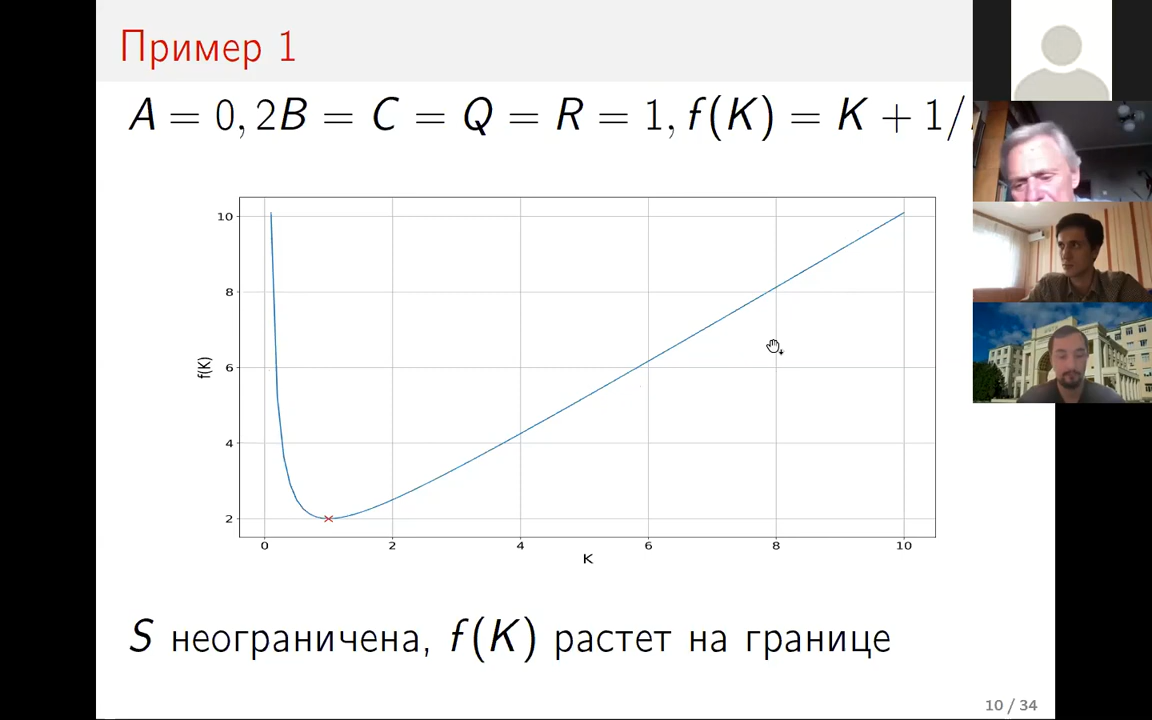 Пример 1
A = 0, 2B = C = Q = R = 1, f(K) = K + 1/
10
8
6
4
2
f(K)
0 2 4 6 8 10
K
S неограничена, f(K) растет на границе
10 / 34